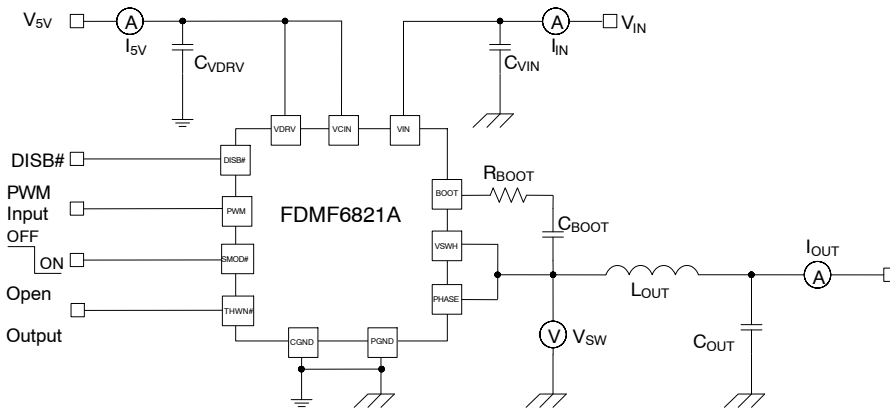 V5V
A
I5V
CVDRV
CVIN
A
IIN
VIN
VDRV
VCIN
VIN
DISB#
DISB#
PWM
Input
PWM
OFF
ON
SMOD#
Open
Output
THWN#
FDMF6821A
BOOT
RBOOT
CBOOT
VSWH
PHASE
LOUT
IOUT
A
V
VSW
COUT
CGND
PGND